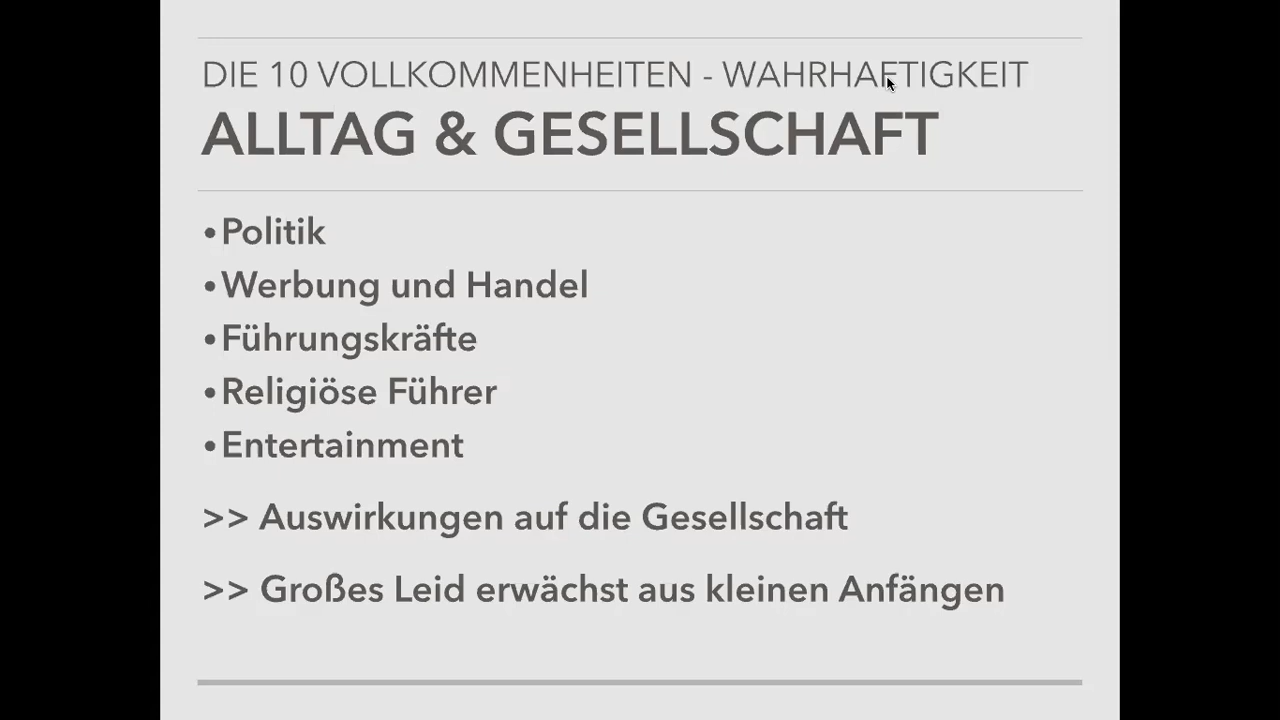 DIE 10 VOLLKOMMENHEITEN - WAHRHAFTIGKEIT
ALLTAG & GESELLSCHAFT
•Politik
•Werbung und Handel
•Führungskräfte
•Religiöse Führer
•Entertainment
>> Auswirkungen auf die Gesellschaft
>> Großes Leid erwächst aus kleinen Anfängen